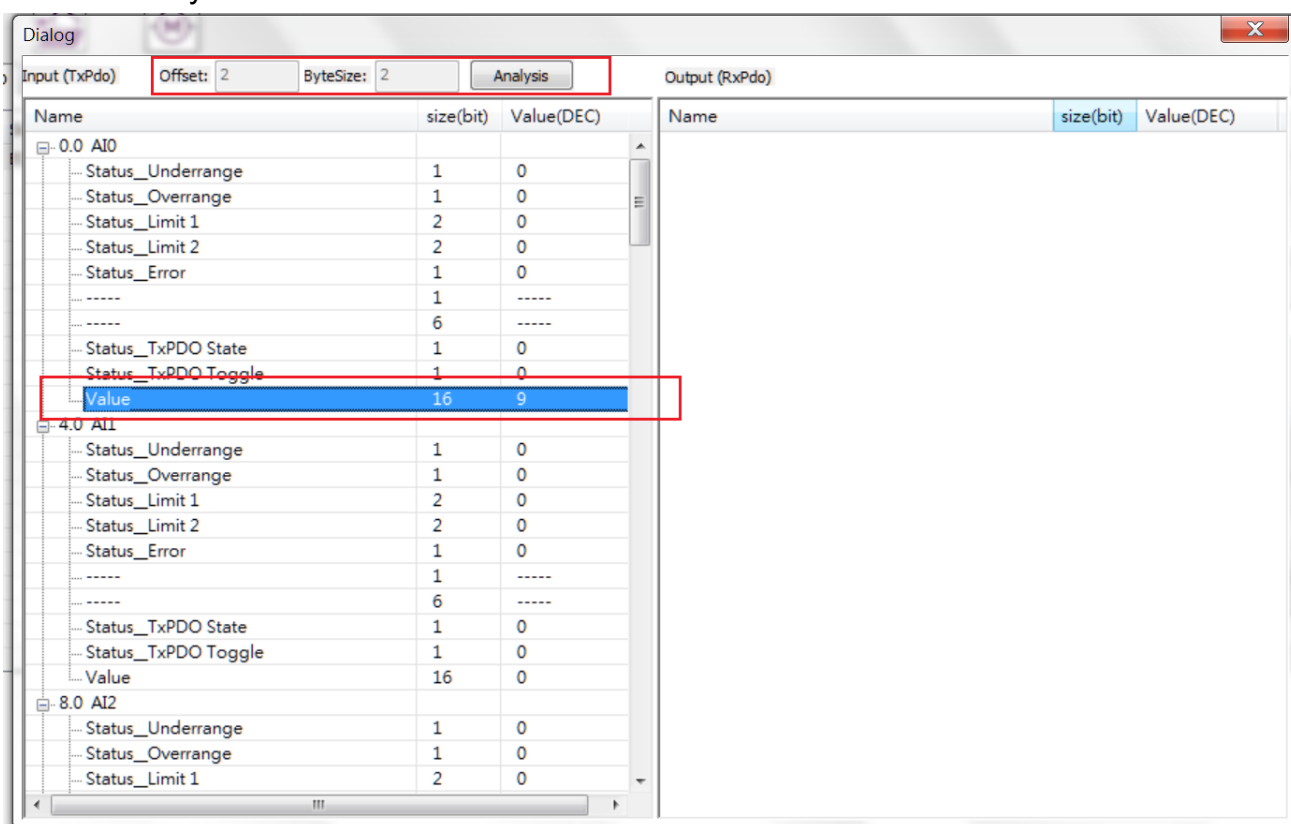 Dialog
Input (TxPdo) Offset: 2 ByteSize: 2 Analysis Output (RxPdo)
Name size(bit) Value(DEC) Name size(bit) Value(DEC)
0.0 AI0
Status__Underrange 1 0
Status__Overrange 1 0
Status__Limit 1 2 0
Status__Limit 2 2 0
Status__Error 1 0
----- 1 -----
----- 6 -----
Status__TxPDO State 1 0
Status__TxPDO Toggle 1 0
Value 16 9
4.0 AI1
Status__Underrange 1 0
Status__Overrange 1 0
Status__Limit 1 2 0
Status__Limit 2 2 0
Status__Error 1 0
----- 1 -----
----- 6 -----
Status__TxPDO State 1 0
Status__TxPDO Toggle 1 0
Value 16 0
8.0 AI2
Status__Underrange 1 0
Status__Overrange 1 0
Status__Limit 1 2 0